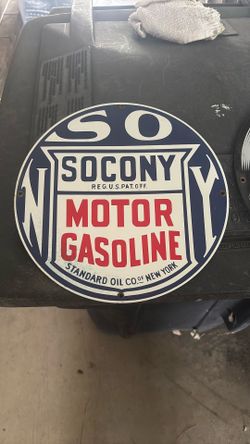 SO
N Y
SOCONY
REG.U.S.PAT.OFF.
MOTOR
GASOLINE
STANDARD OIL CO. OF NEW YORK